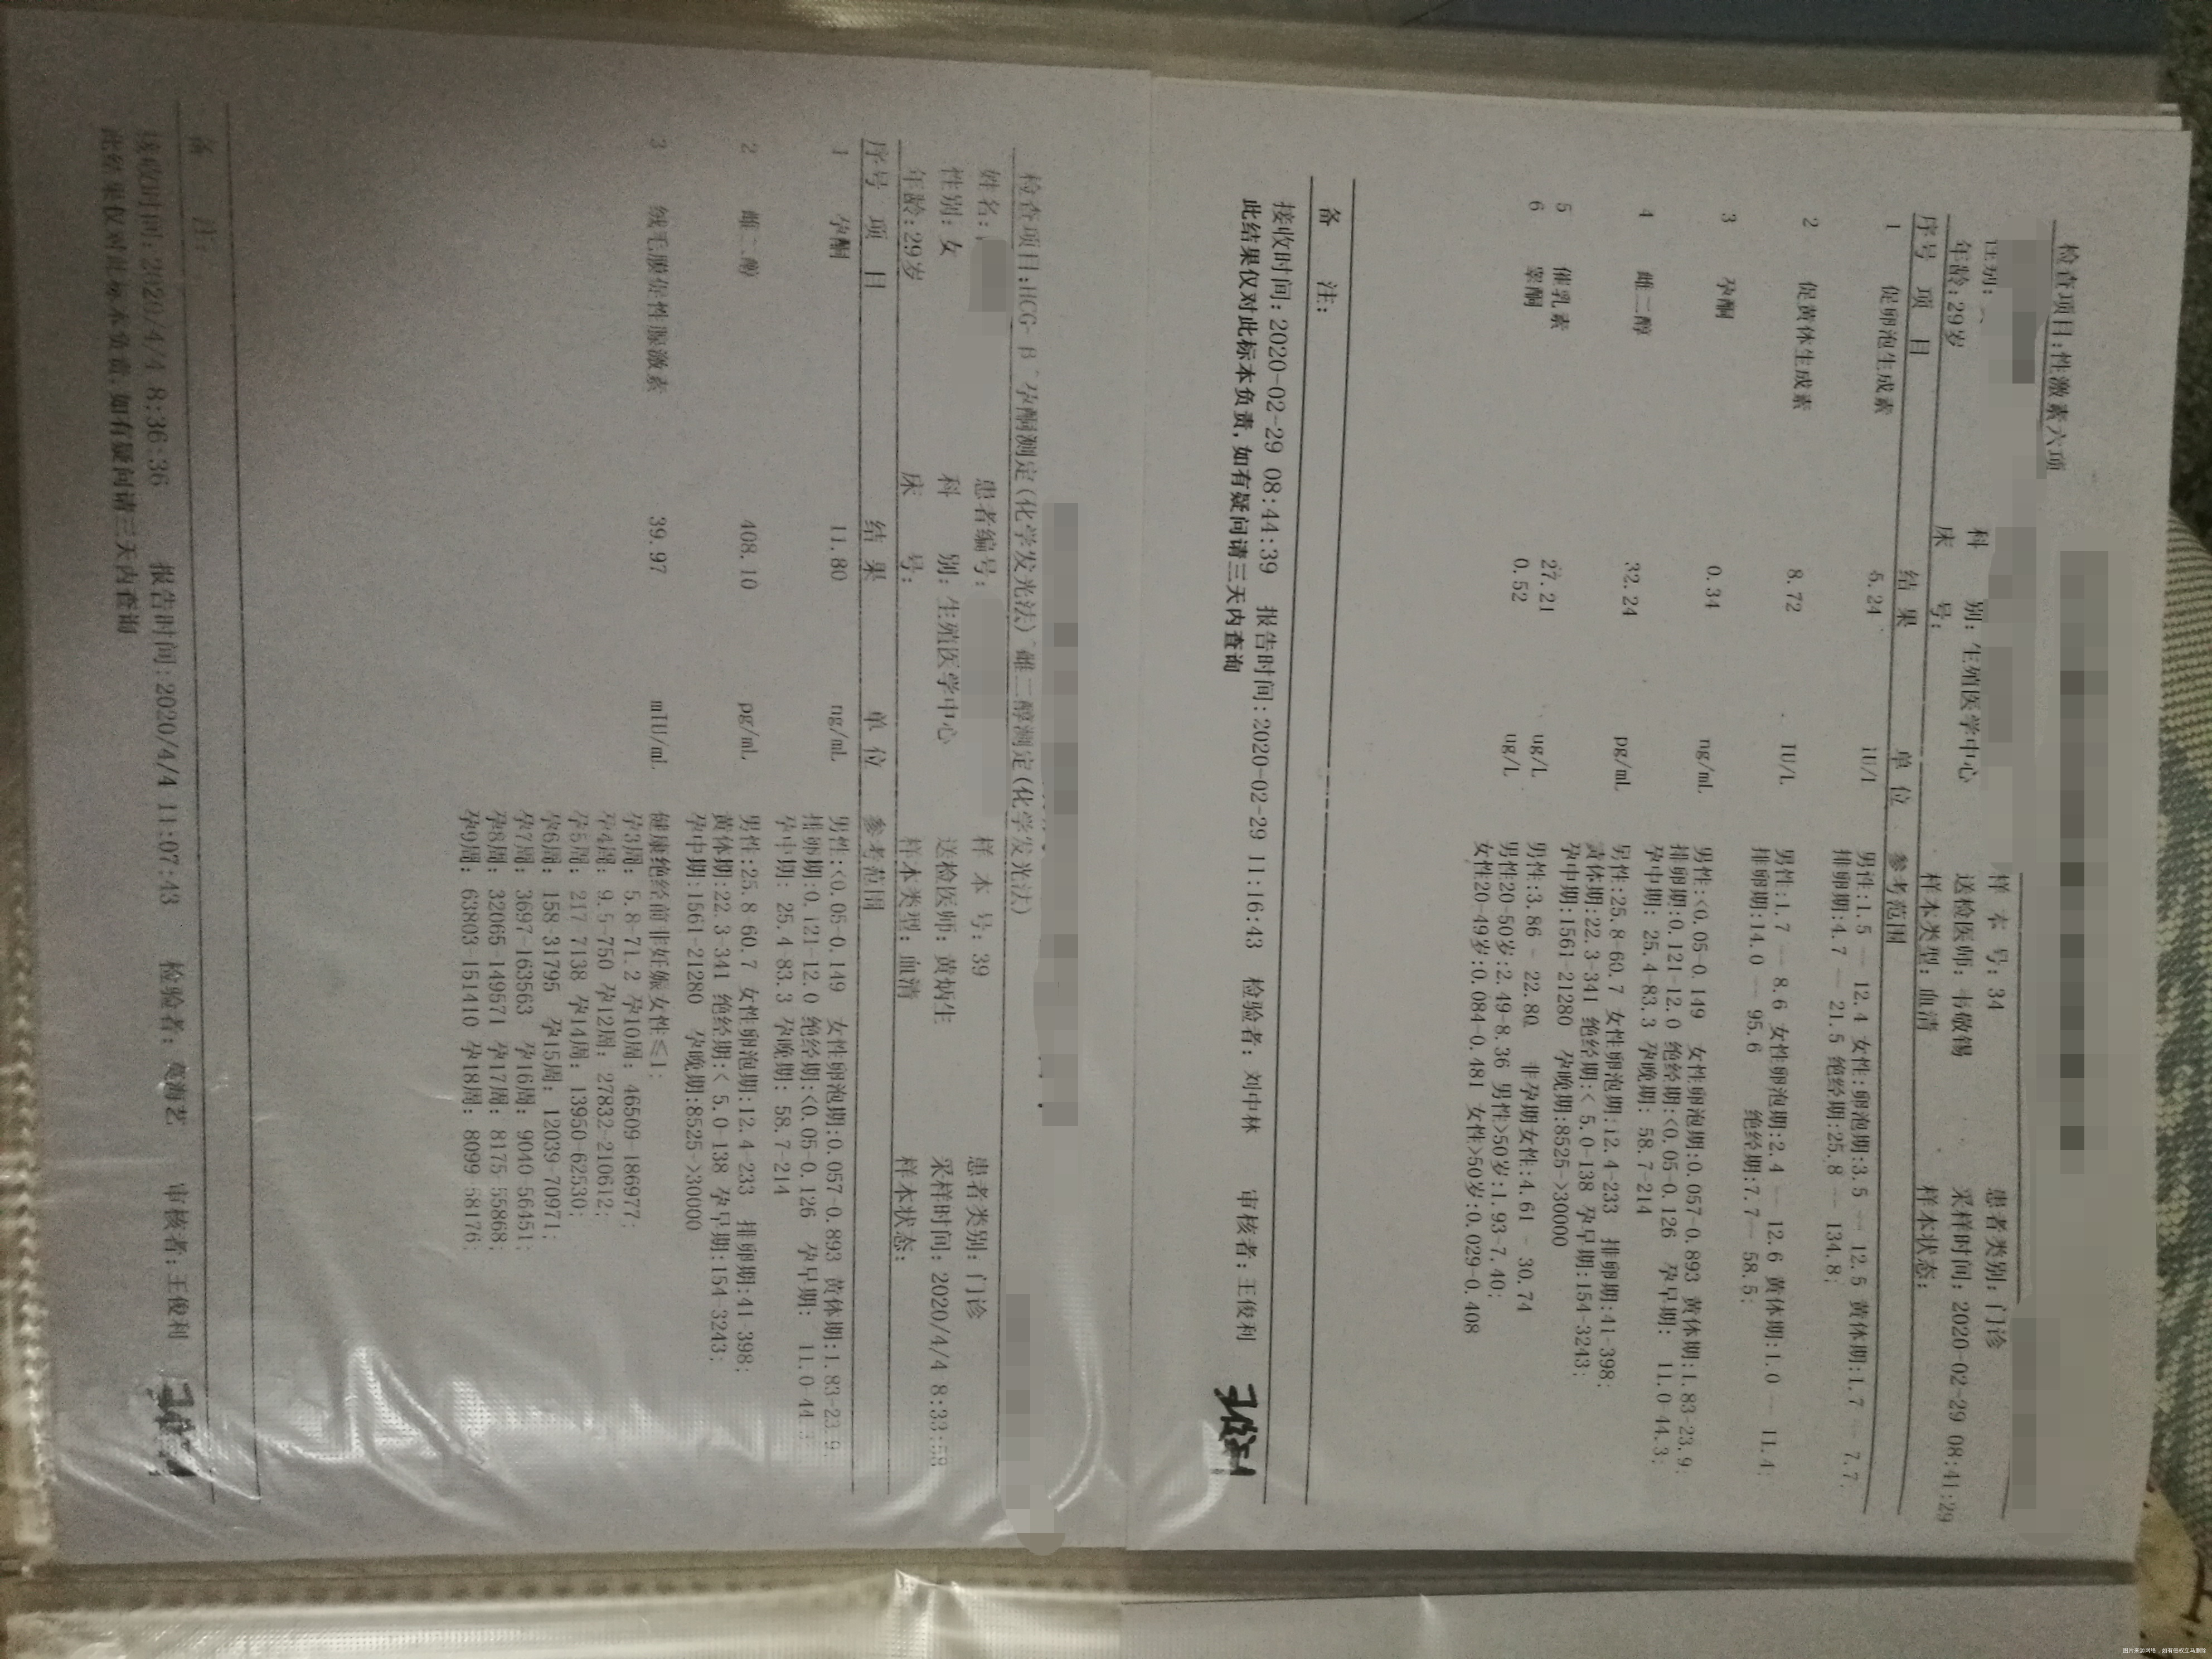 检查项目:性激素六项
性别:
年龄:29岁
科 别: 生殖医学中心
床 号:
样 本 号: 34
送检医师: 韦敬锡
样本类型: 血清
患者类别: 门诊
采样时间: 2020-02-29 08:41:29
样本状态:
序号 项 目 结 果 单 位 参考范围
1 促卵泡生成素 5.24 IU/L 男性:1.5 — 12.4 女性:卵泡期:3.5 — 12.5 黄体期:1.7 — 7.7;
排卵期:4.7 — 21.5 绝经期:25.8 — 134.8;
2 促黄体生成素 8.72 IU/L 男性:1.7 — 8.6 女性卵泡期:2.4 — 12.6 黄体期:1.0 — 11.4;
排卵期:14.0 — 95.6 绝经期:7.7 — 58.5;
3 孕酮 0.34 ng/mL 男性:<0.05-0.149 女性卵泡期:0.057-0.893 黄体期:1.83-23.9;
排卵期:0.121-12.0 绝经期:<0.05-0.126 孕早期: 11.0-44.3;
孕中期: 25.4-83.3 孕晚期: 58.7-214
4 雌二醇 32.24 pg/mL 男性:25.8-60.7 女性卵泡期:12.4-233 排卵期:41-398;
黄体期:22.3-341 绝经期:< 5.0-138 孕早期:154-3243;
孕中期:1561-21280 孕晚期:8525->30000
5 催乳素 27.21 ug/L 男性:3.86 - 22.80 非孕期女性:4.61 - 30.74
6 睾酮 0.52 ug/L 男性20-50岁:2.49-8.36 男性>50岁:1.93-7.40;
女性20-49岁:0.084-0.481 女性>50岁:0.029-0.408
备 注:
接收时间: 2020-02-29 08:44:39 报告时间: 2020-02-29 11:16:43 检验者: 刘中林 审核者: 王俊利
此结果仅对此标本负责,如有疑问请三天内查询
检查项目:HCG-B^孕酮测定(化学发光法)^雌二醇测定(化学发光法)
姓名: 患者编号: 样 本 号: 39 患者类别: 门诊
性别: 女 科 别: 生殖医学中心 送检医师: 黄炳生 采样时间: 2020/4/4 8:33:58
年龄:29岁 床 号: 样本类型: 血清 样本状态:
序号 项 目 结 果 单 位 参考范围
1 孕酮 11.80 ng/mL 男性:<0.05-0.149 女性卵泡期:0.057-0.893 黄体期:1.83-23.9;
排卵期:0.121-12.0 绝经期:<0.05-0.126 孕早期: 11.0-44.3
孕中期: 25.4-83.3 孕晚期: 58.7-214
2 雌二醇 408.10 pg/mL 男性:25.8-60.7 女性卵泡期:12.4-233 排卵期:41-398;
黄体期:22.3-341 绝经期:< 5.0-138 孕早期:154-3243;
孕中期:1561-21280 孕晚期:8525->30000
3 绒毛膜促性腺激素 39.97 mIU/mL 健康绝经前非妊娠女性≤1;
孕3周: 5.8-71.2 孕10周: 46509-186977;
孕4周: 9.5-750 孕12周: 27832-210612;
孕5周: 217-7138 孕14周: 13950-62530;
孕6周: 158-31795 孕15周: 12039-70971;
孕7周: 3697-163563 孕16周: 9040-56451;
孕8周: 32065-149571 孕17周: 8175-55868;
孕9周: 63803-151410 孕18周: 8099-58176;
备 注:
接收时间: 2020/4/4 8:36:36 报告时间:2020/4/4 11:07:43 检验者: 海艺 审核者: 王俊利
此结果仅对此标本负责,如有疑问请三天内查询
图片来源网络,如有侵权立马删除